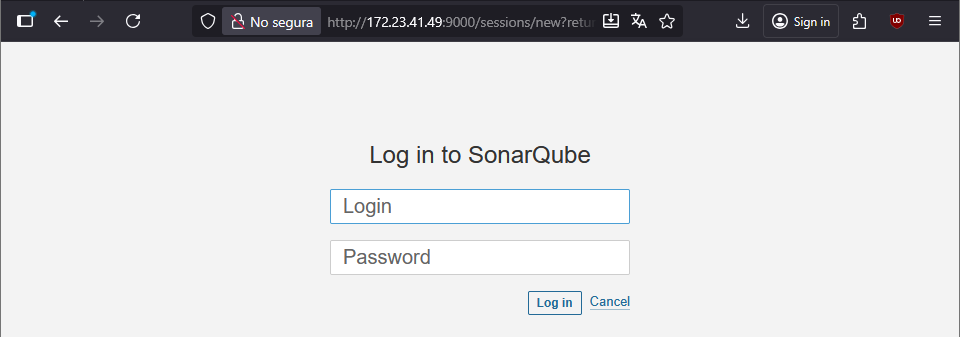 No segura http://172.23.41.49:9000/sessions/new?retu Sign in
Log in to SonarQube
Login
Password
Log in Cancel